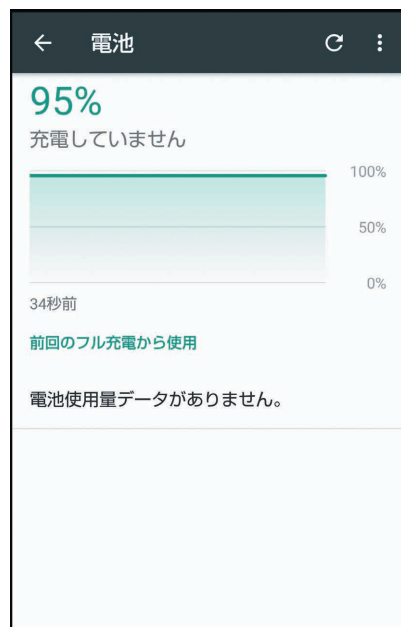 電池
95%
充電していません
100%
50%
0%
34秒前
前回のフル充電から使用
電池使用量データがありません。